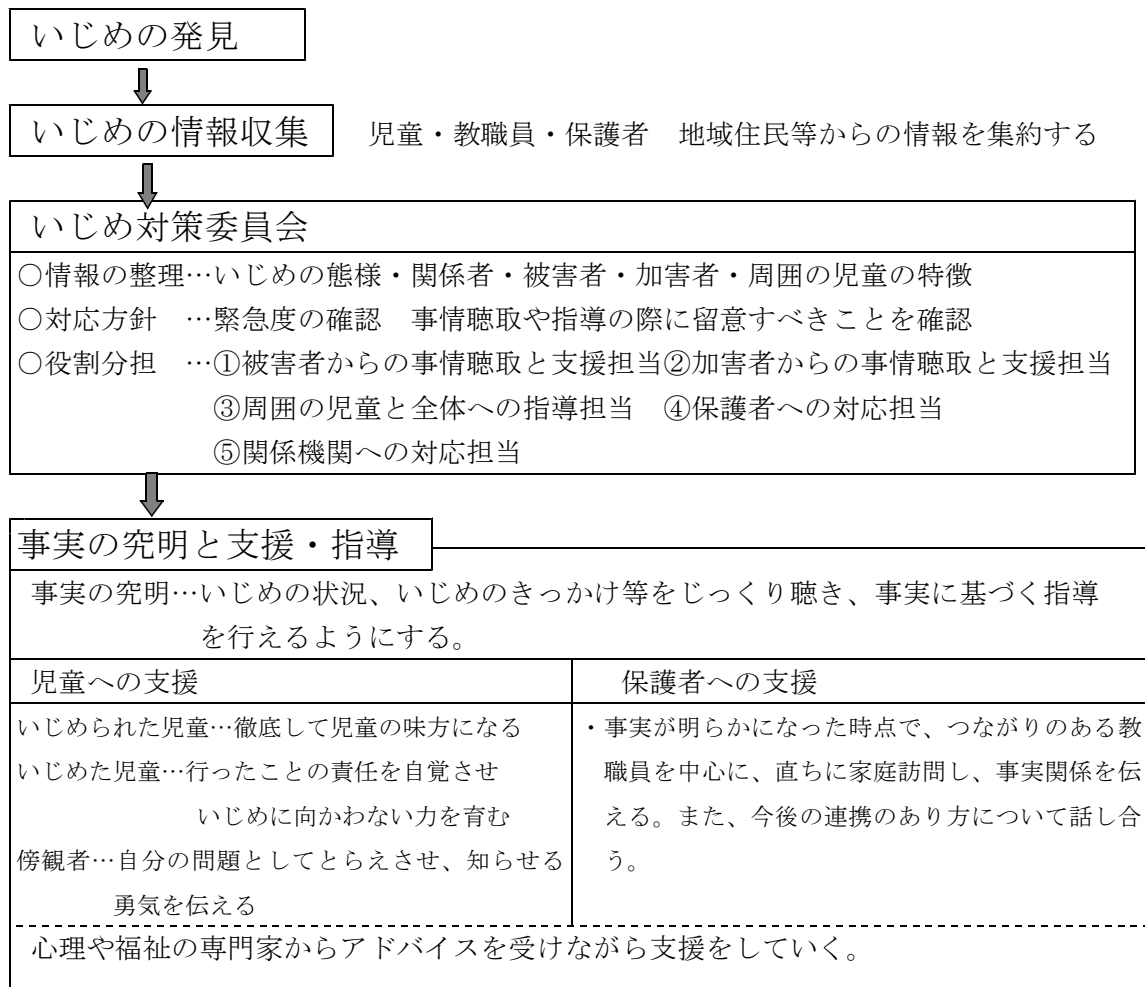 いじめの発見
いじめの情報収集　児童・教職員・保護者　地域住民等からの情報を集約する
いじめ対策委員会
○情報の整理…いじめの態様・関係者・被害者・加害者・周囲の児童の特徴
○対応方針　…緊急度の確認　事情聴取や指導の際に留意すべきことを確認
○役割分担　…①被害者からの事情聴取と支援担当②加害者からの事情聴取と支援担当
③周囲の児童と全体への指導担当　④保護者への対応担当
⑤関係機関への対応担当
事実の究明と支援・指導
事実の究明…いじめの状況、いじめのきっかけ等をじっくり聴き、事実に基づく指導
を行えるようにする。
児童への支援
いじめられた児童…徹底して児童の味方になる
いじめた児童…行ったことの責任を自覚させ
いじめに向かわない力を育む
傍観者…自分の問題としてとらえさせ、知らせる
勇気を伝える
保護者への支援
・事実が明らかになった時点で、つながりのある教
職員を中心に、直ちに家庭訪問し、事実関係を伝
える。また、今後の連携のあり方について話し合
う。
心理や福祉の専門家からアドバイスを受けながら支援をしていく。